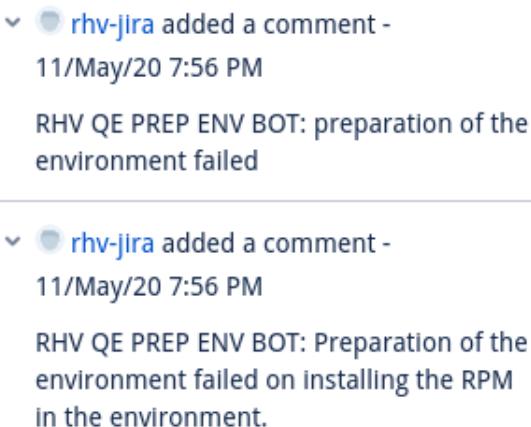 rhv-jira added a comment -
11/May/20 7:56 PM
RHV QE PREP ENV BOT: preparation of the
environment failed
rhv-jira added a comment -
11/May/20 7:56 PM
RHV QE PREP ENV BOT: Preparation of the
environment failed on installing the RPM
in the environment.